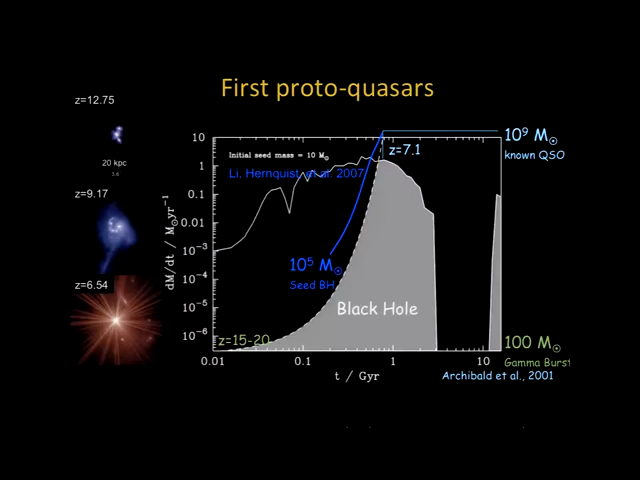 First proto-quasars
z=12.75
20 kpc
z=9.17
z=6.54
10
1
0.1
0.01
10⁻³
10⁻⁴
10⁻⁵
10⁻⁶
dM/dt / M☉yr⁻¹
Initial seed mass = 10 M☉
Li, Hernquist, et al. 2007
z=7.1
10⁹ M☉
known QSO
10⁵ M☉
Seed BH
Black Hole
z=15-20
100 M☉
Gamma Burst
0.01
0.1
1
10
t / Gyr
Archibald et al., 2001